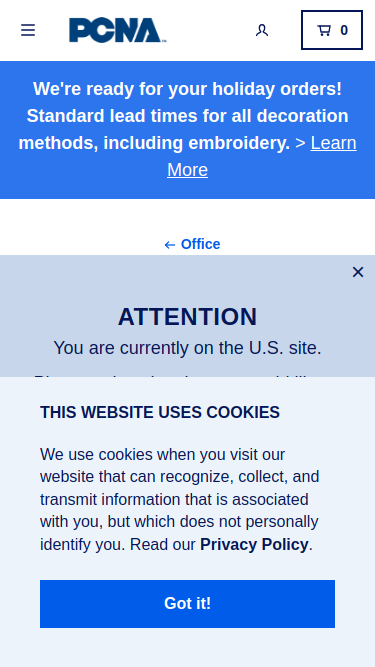 PCNA
0
We're ready for your holiday orders!
Standard lead times for all decoration
methods, including embroidery. > Learn
More
← Office
×
ATTENTION
You are currently on the U.S. site.
THIS WEBSITE USES COOKIES
We use cookies when you visit our
website that can recognize, collect, and
transmit information that is associated
with you, but which does not personally
identify you. Read our Privacy Policy.
Got it!